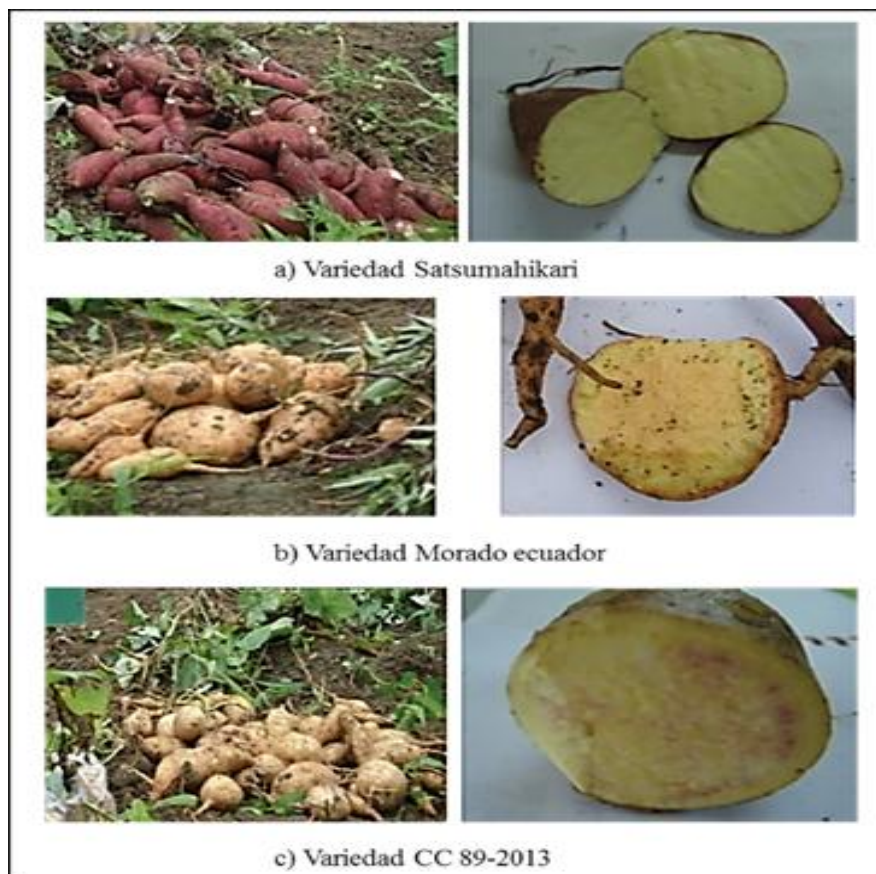 a) Variedad Satsumahikari
b) Variedad Morado ecuador
c) Variedad CC 89-2013